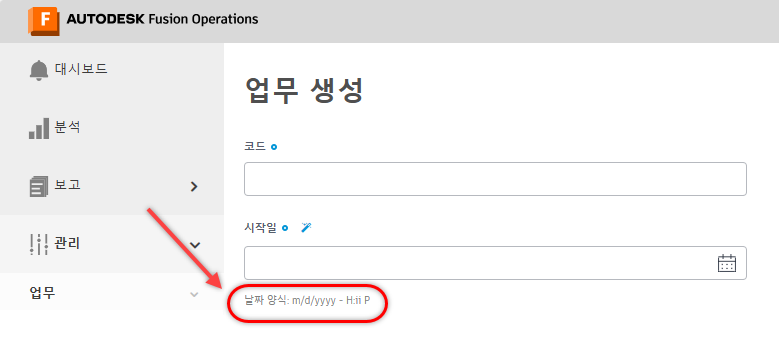 F AUTODESK Fusion Operations
대시보드
분석
보고
관리
업무
업무 생성
코드
시작일
날짜 양식: m/d/yyyy - H:ii P